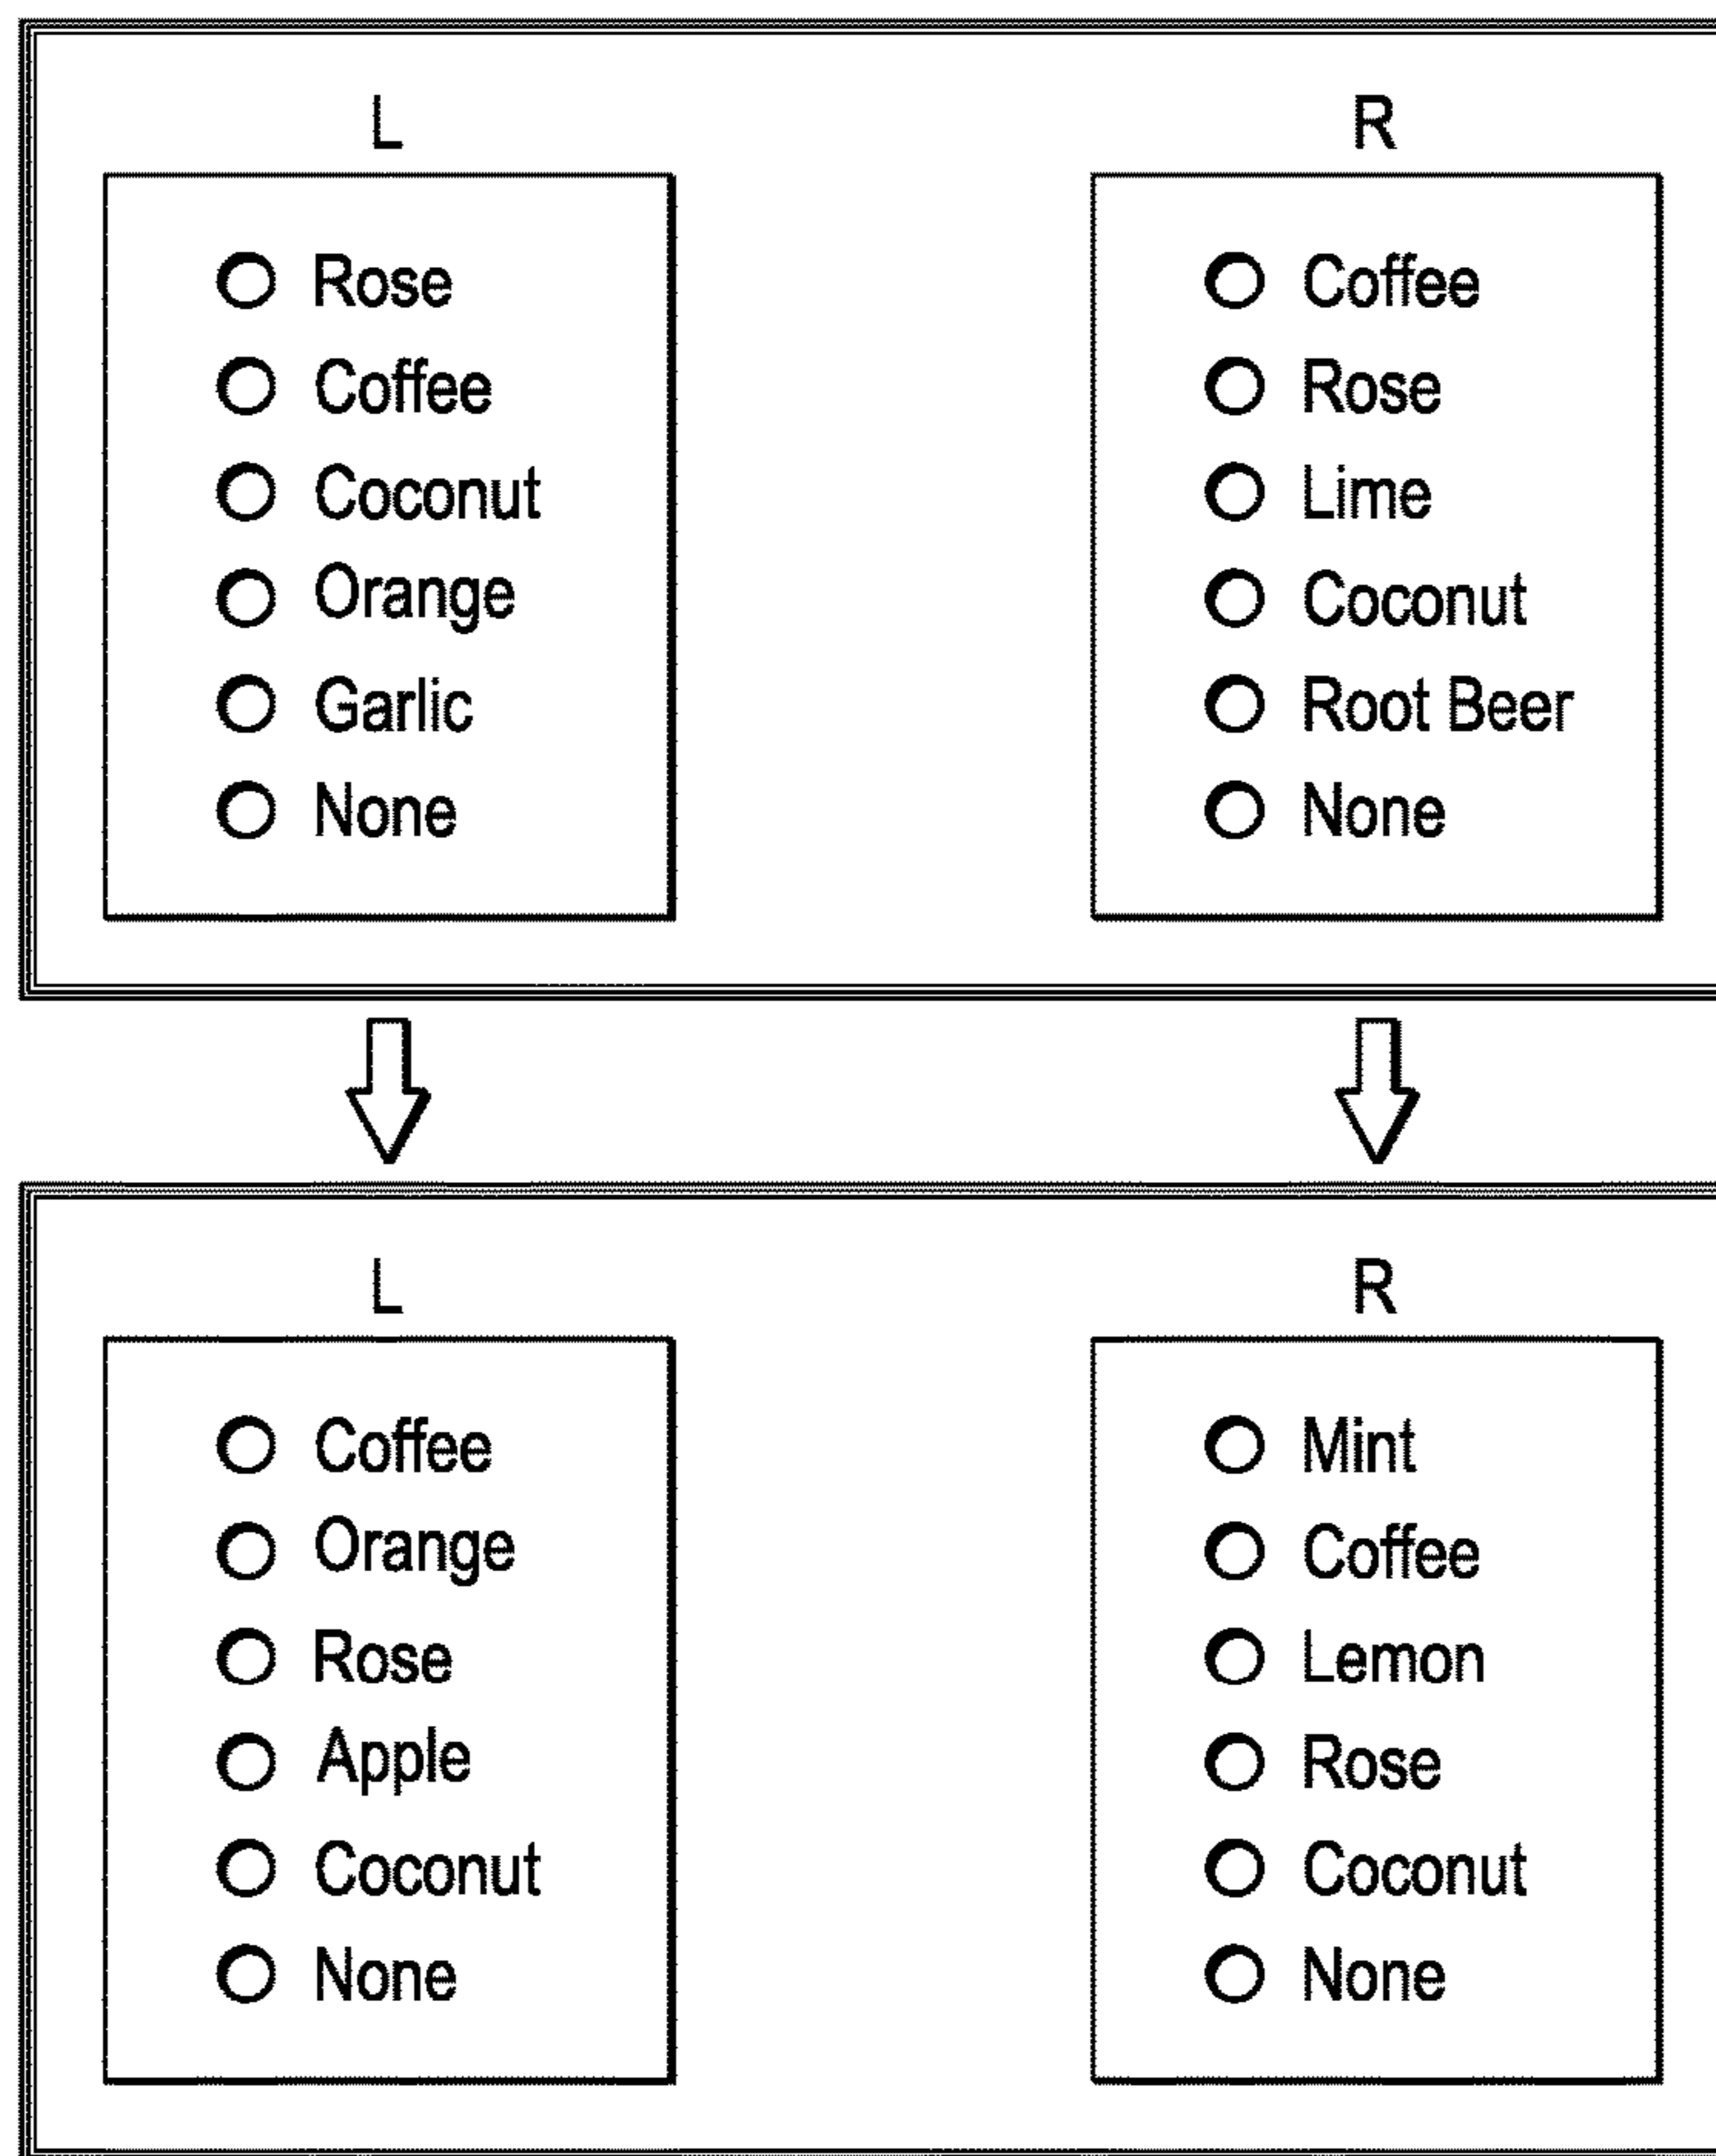 L
Rose
Coffee
Coconut
Orange
Garlic
None
R
Coffee
Rose
Lime
Coconut
Root Beer
None
L
Coffee
Orange
Rose
Apple
Coconut
None
R
Mint
Coffee
Lemon
Rose
Coconut
None